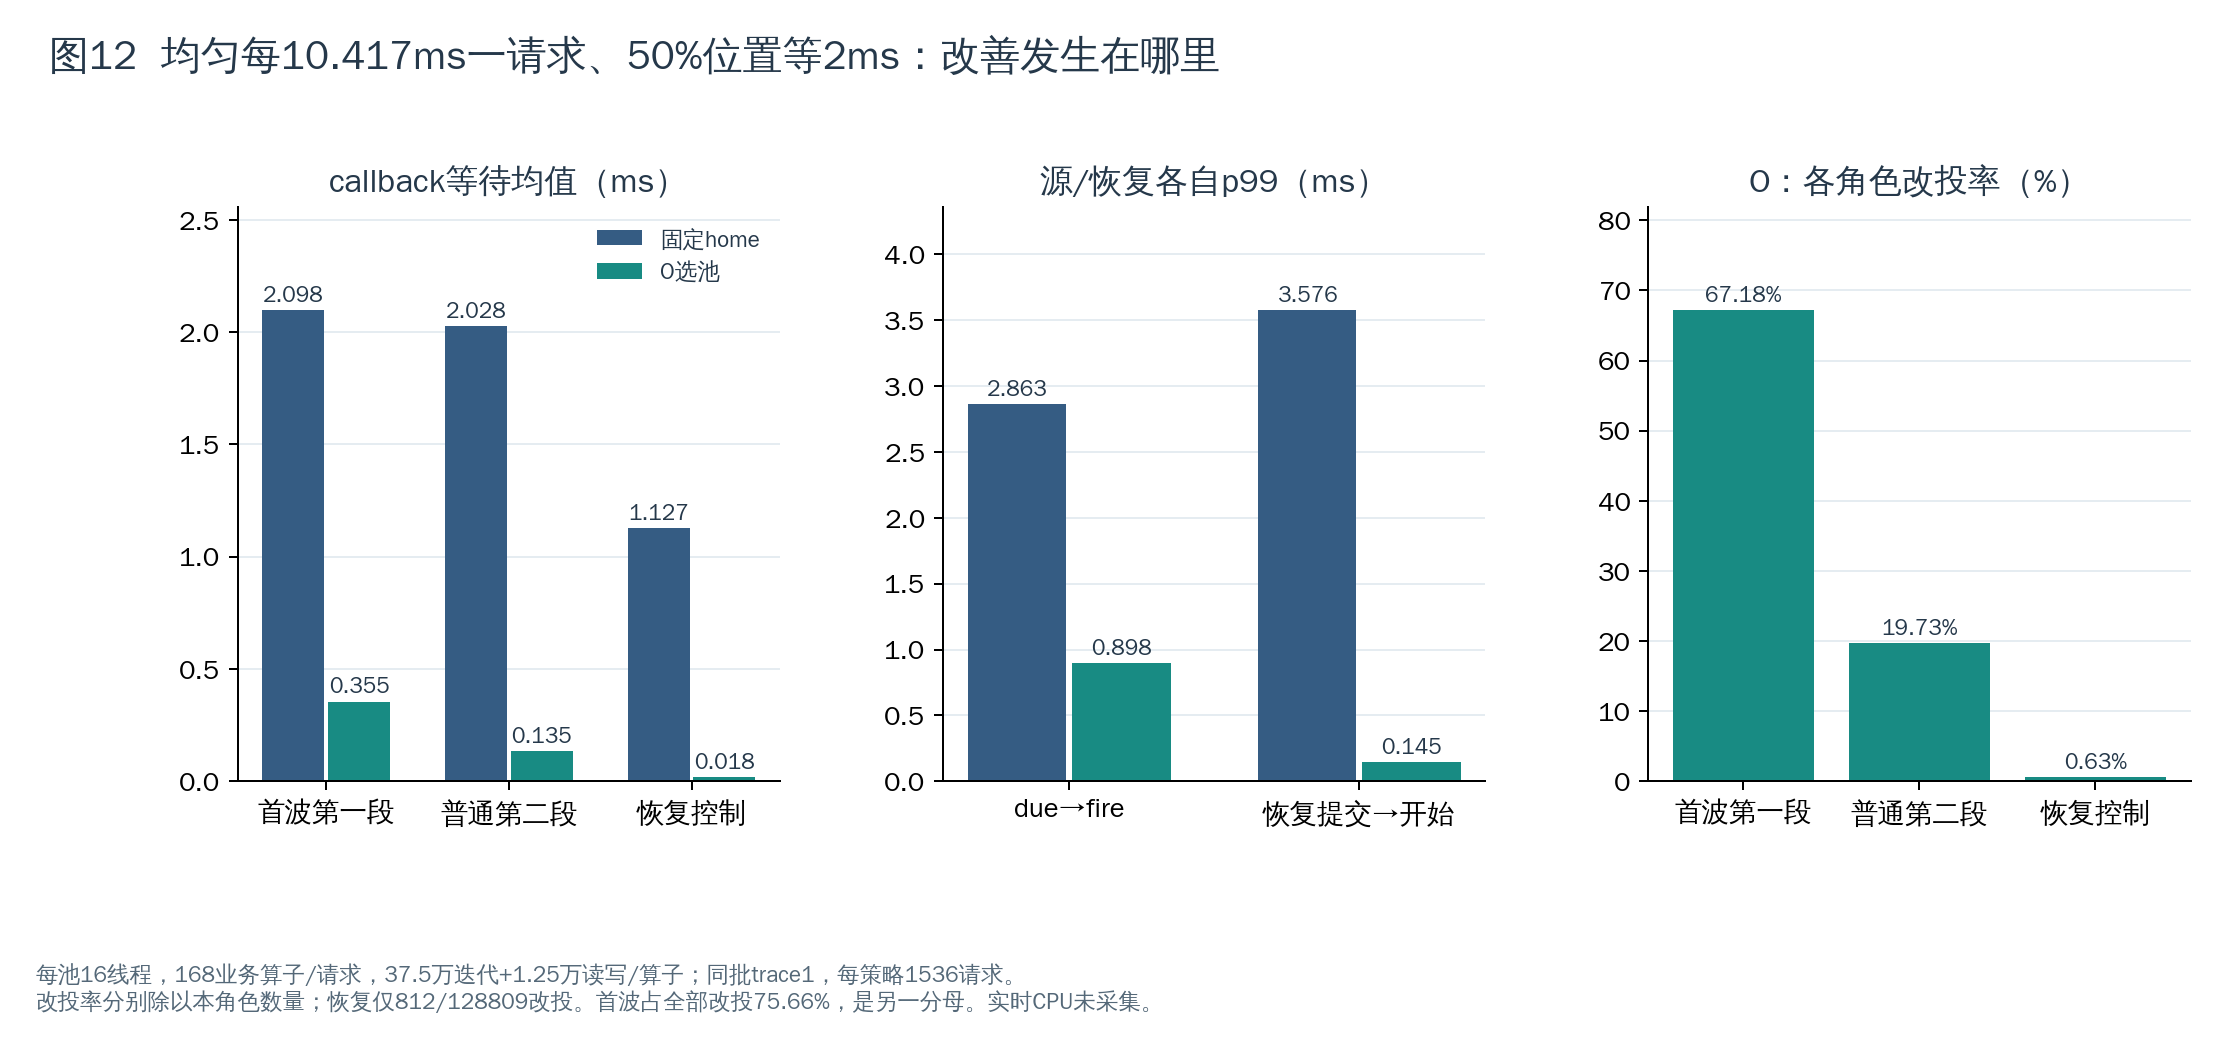 图12 均匀每10.417ms一请求、50%位置等2ms：改善发生在哪里
callback等待均值（ms）
2.5
2.0
1.5
1.0
0.5
0.0
固定home
O选池
2.098
0.355
2.028
0.135
1.127
0.018
首波第一段
普通第二段
恢复控制
源/恢复各自p99（ms）
4.0
3.5
3.0
2.5
2.0
1.5
1.0
0.5
0.0
2.863
0.898
3.576
0.145
due→fire
恢复提交→开始
O：各角色改投率（%）
80
70
60
50
40
30
20
10
0
67.18%
19.73%
0.63%
首波第一段
普通第二段
恢复控制
每池16线程，168业务算子/请求，37.5万迭代+1.25万读写/算子；同批trace1，每策略1536请求。
改投率分别除以本角色数量；恢复仅812/128809改投。首波占全部改投75.66%，是另一分母。实时CPU未采集。